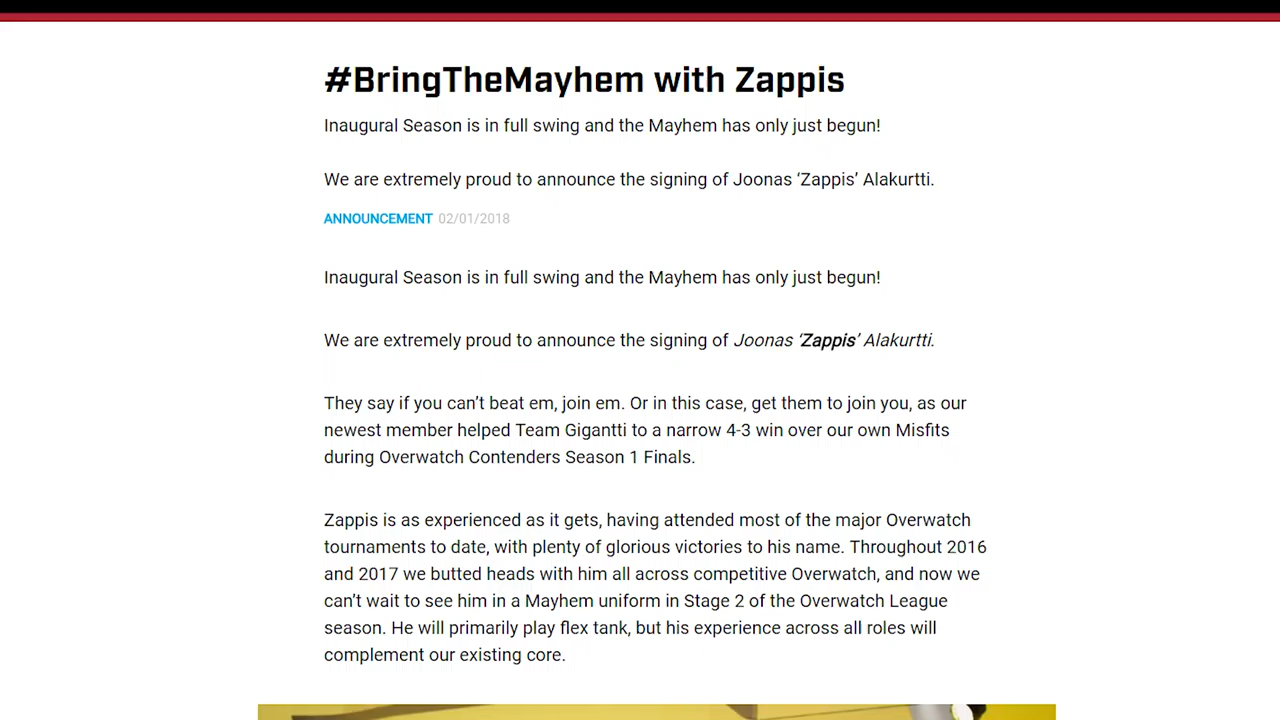 #BringTheMayhem with Zappis
Inaugural Season is in full swing and the Mayhem has only just begun!
We are extremely proud to announce the signing of Joonas ‘Zappis’ Alakurtti.
ANNOUNCEMENT 02/01/2018
Inaugural Season is in full swing and the Mayhem has only just begun!
We are extremely proud to announce the signing of Joonas ‘Zappis’ Alakurtti.
They say if you can’t beat em, join em. Or in this case, get them to join you, as our
newest member helped Team Gigantti to a narrow 4-3 win over our own Misfits
during Overwatch Contenders Season 1 Finals.
Zappis is as experienced as it gets, having attended most of the major Overwatch
tournaments to date, with plenty of glorious victories to his name. Throughout 2016
and 2017 we butted heads with him all across competitive Overwatch, and now we
can’t wait to see him in a Mayhem uniform in Stage 2 of the Overwatch League
season. He will primarily play flex tank, but his experience across all roles will
complement our existing core.